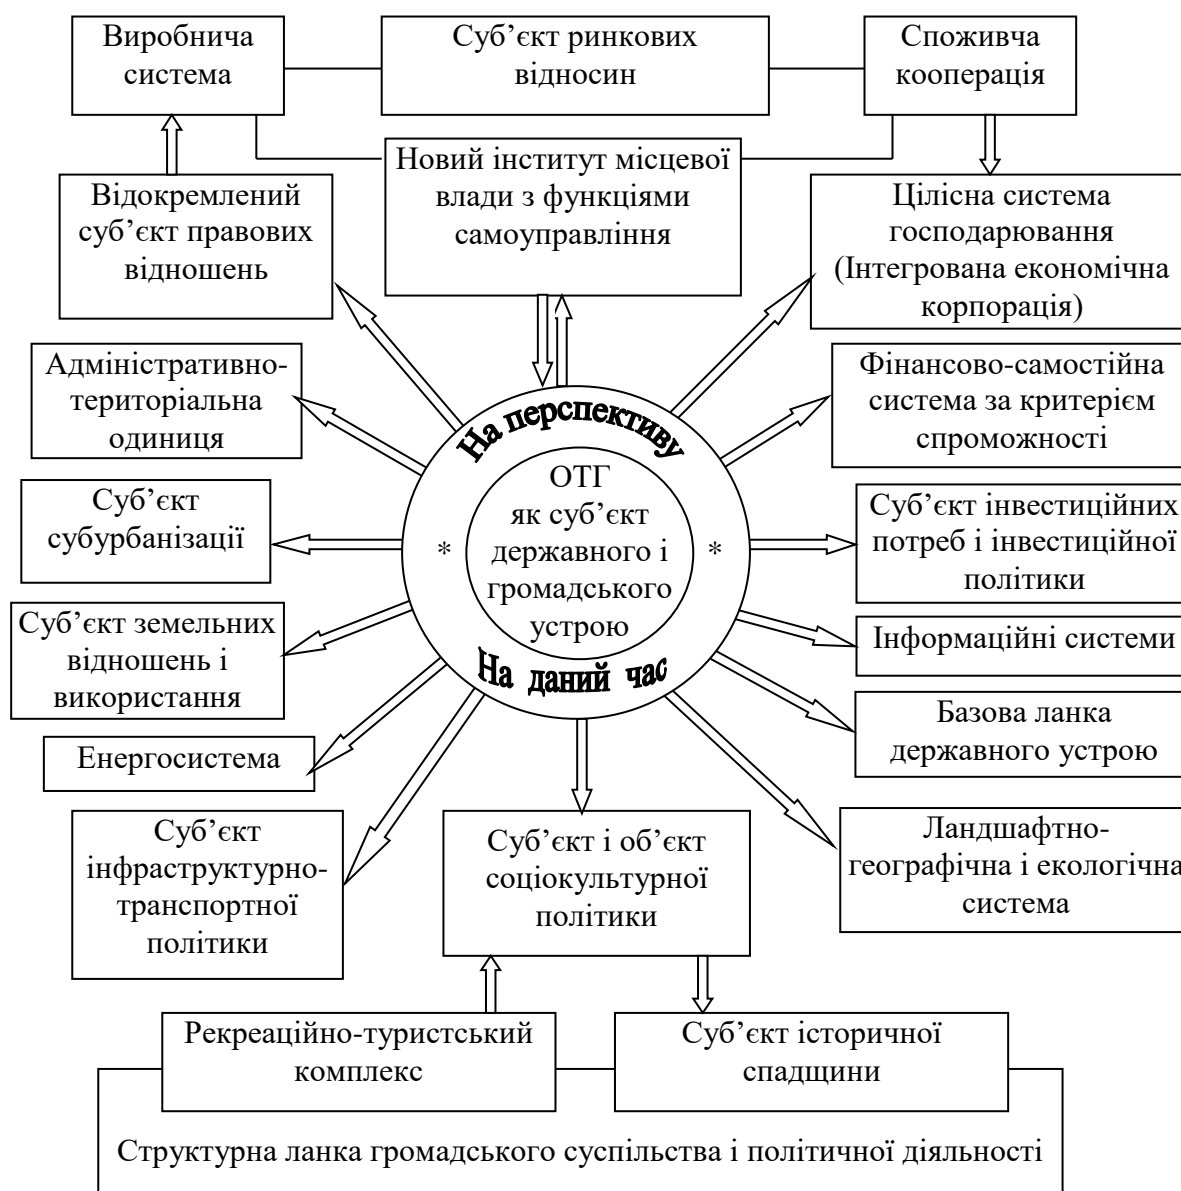 Виробнича
система
Суб’єкт ринкових
відносин
Споживча
кооперація
Новий інститут місцевої
влади з функціями
самоуправління
Відокремлений
суб’єкт правових
відношень
Цілісна система
господарювання
(Інтегрована економічна
корпорація)
Адміністративно-
територіальна
одиниця
Фінансово-самостійна
система за критерієм
спроможності
На перспективу
ОТГ
як суб’єкт
державного і
громадського
устрою
*
*
На даний час
Суб’єкт
субурбанізації
Суб’єкт інвестиційних
потреб і інвестиційної
політики
Суб’єкт земельних
відношень і
використання
Інформаційні системи
Енергосистема
Базова ланка
державного устрою
Суб’єкт
інфраструктурно-
транспортної
політики
Суб’єкт і об’єкт
соціокультурної
політики
Ландшафтно-
географічна і екологічна
система
Рекреаційно-туристський
комплекс
Суб’єкт історичної
спадщини
Структурна ланка громадського суспільства і політичної діяльності